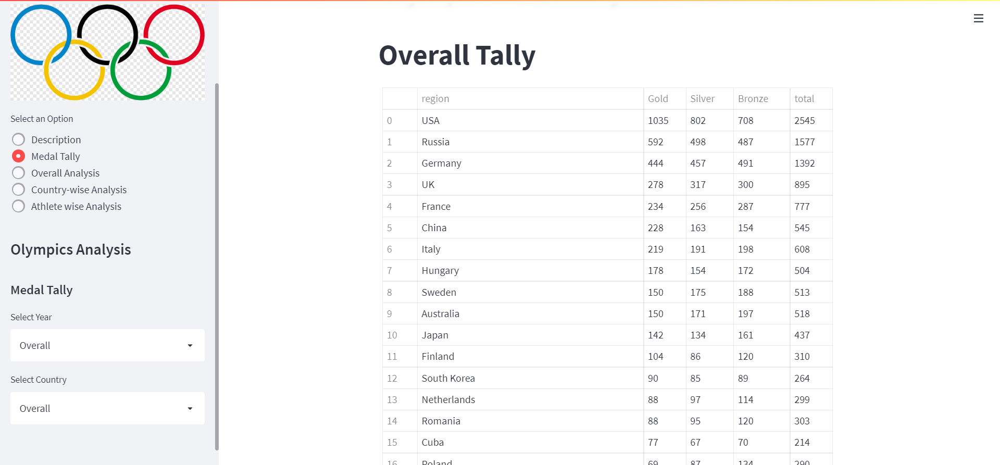 Select an Option
Description
Medal Tally
Overall Analysis
Country-wise Analysis
Athlete wise Analysis
Olympics Analysis
Medal Tally
Select Year
Overall
Select Country
Overall
Overall Tally
region Gold Silver Bronze total
0 USA 1035 802 708 2545
1 Russia 592 498 487 1577
2 Germany 444 457 491 1392
3 UK 278 317 300 895
4 France 234 256 287 777
5 China 228 163 154 545
6 Italy 219 191 198 608
7 Hungary 178 154 172 504
8 Sweden 150 175 188 513
9 Australia 150 171 197 518
10 Japan 142 134 161 437
11 Finland 104 86 120 310
12 South Korea 90 85 89 264
13 Netherlands 88 97 114 299
14 Romania 88 95 120 303
15 Cuba 77 67 70 214
16 Poland 69 87 134 290